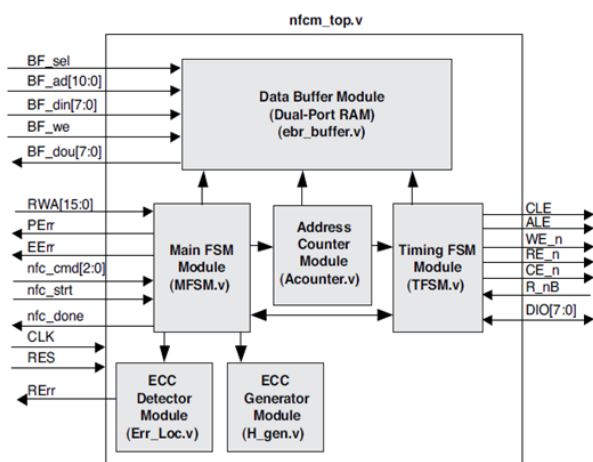 nfcm_top.v
BF_sel
BF_ad[10:0]
BF_din[7:0]
BF_we
BF_dou[7:0]
Data Buffer Module
(Dual-Port RAM)
(ebr_buffer.v)
RWA[15:0]
PErr
EErr
nfc_cmd[2:0]
nfc_strt
nfc_done
CLK
RES
RErr
Main FSM
Module
(MFSM.v)
Address
Counter
Module
(Acounter.v)
Timing FSM
Module
(TFSM.v)
CLE
ALE
WE_n
RE_n
CE_n
R_nB
DIO[7:0]
ECC
Detector
Module
(Err_Loc.v)
ECC
Generator
Module
(H_gen.v)